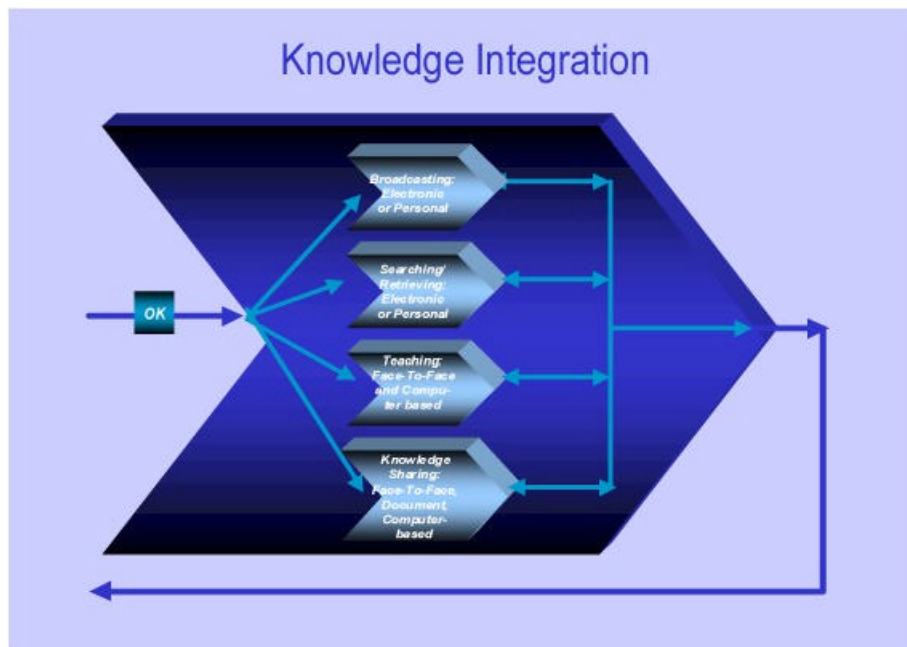 Knowledge Integration
Broadcasting:
Electronic
or Personal
Searching/
Retrieving:
Electronic
or Personal
OK
Teaching:
Face-To-Face
and Compu-
ter based
Knowledge
Sharing:
Face-To-Face,
Document,
Computer-
based